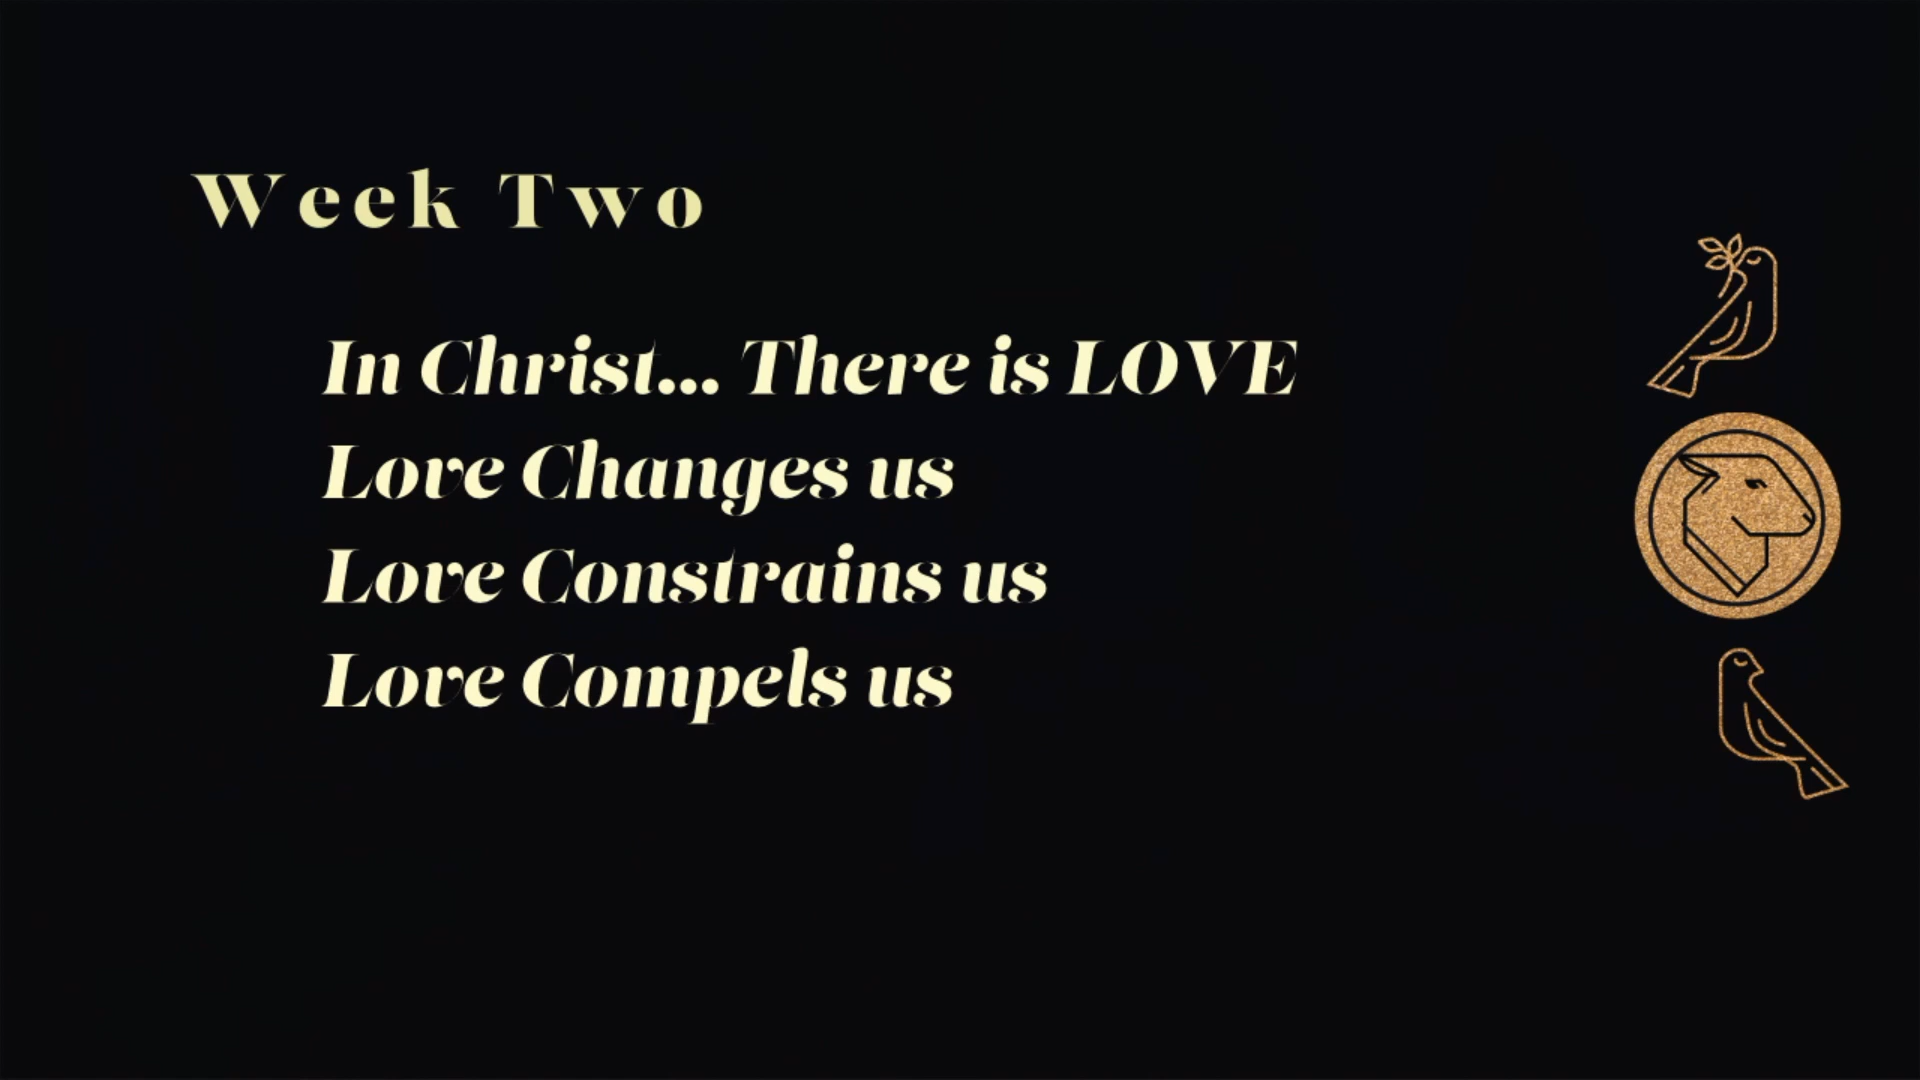 Week Two
In Christ... There is LOVE
Love Changes us
Love Constrains us
Love Compels us